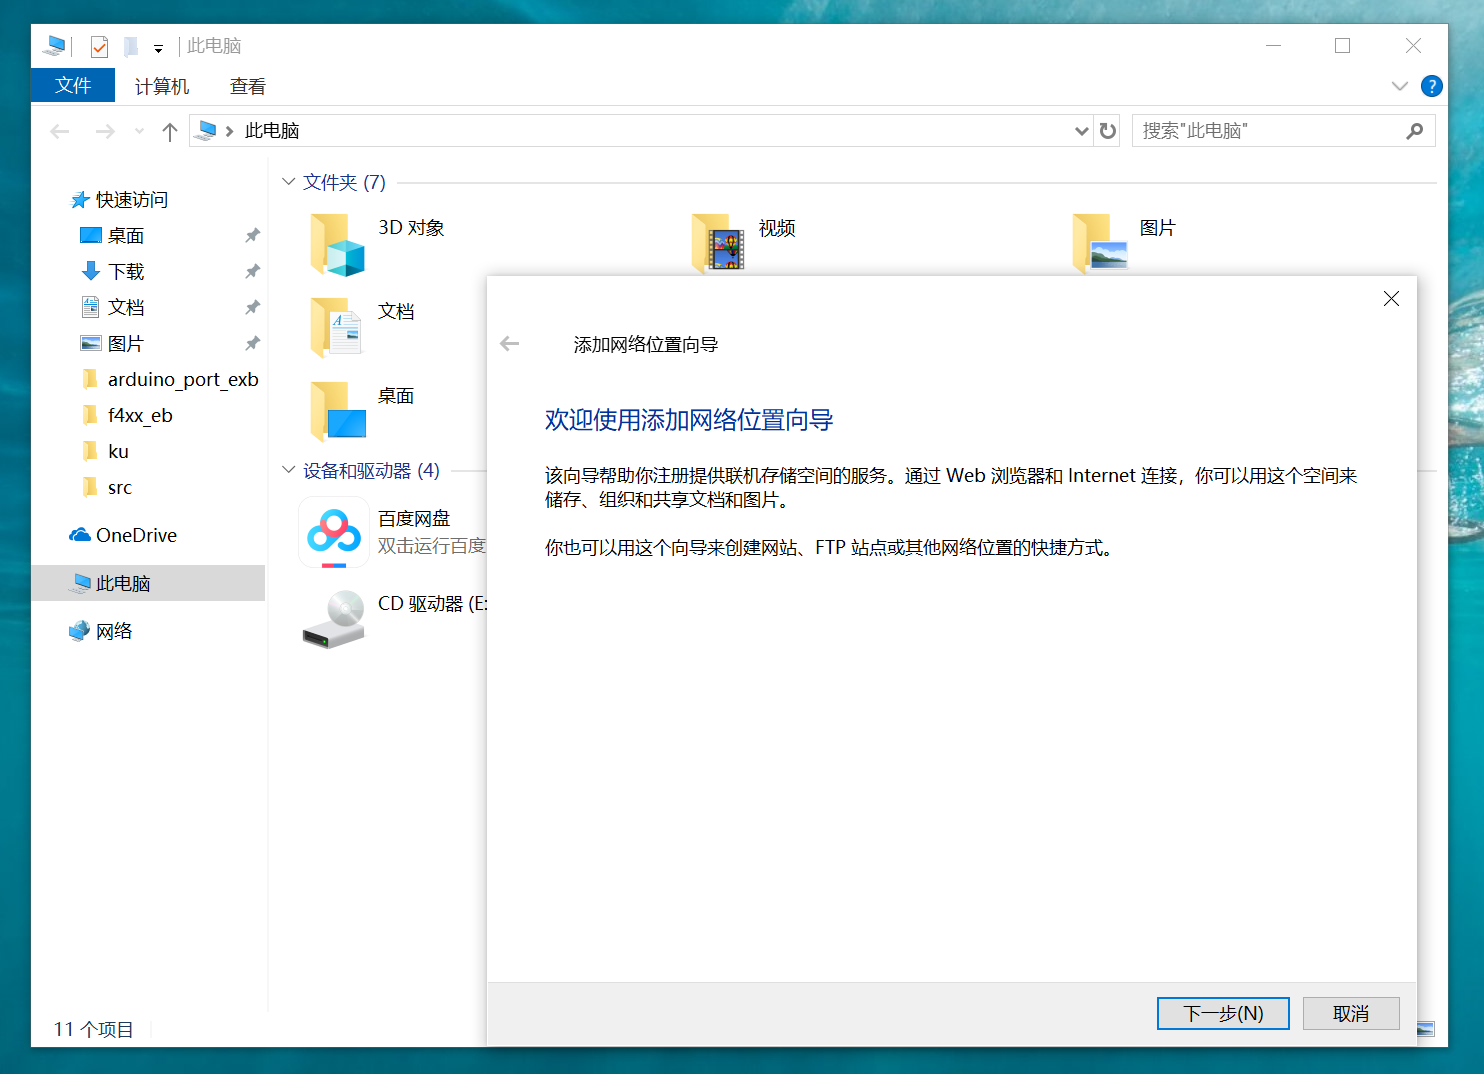 此电脑
文件
计算机
查看
?
此电脑
搜索"此电脑"
快速访问
桌面
下载
文档
图片
arduino_port_exb
f4xx_eb
ku
src
OneDrive
此电脑
网络
文件夹 (7)
3D 对象
视频
图片
文档
桌面
设备和驱动器 (4)
百度网盘
双击运行百度
CD 驱动器 (E:
添加网络位置向导
欢迎使用添加网络位置向导
该向导帮助你注册提供联机存储空间的服务。通过 Web 浏览器和 Internet 连接，你可以用这个空间来
储存、组织和共享文档和图片。
你也可以用这个向导来创建网站、FTP 站点或其他网络位置的快捷方式。
下一步(N)
取消
11 个项目